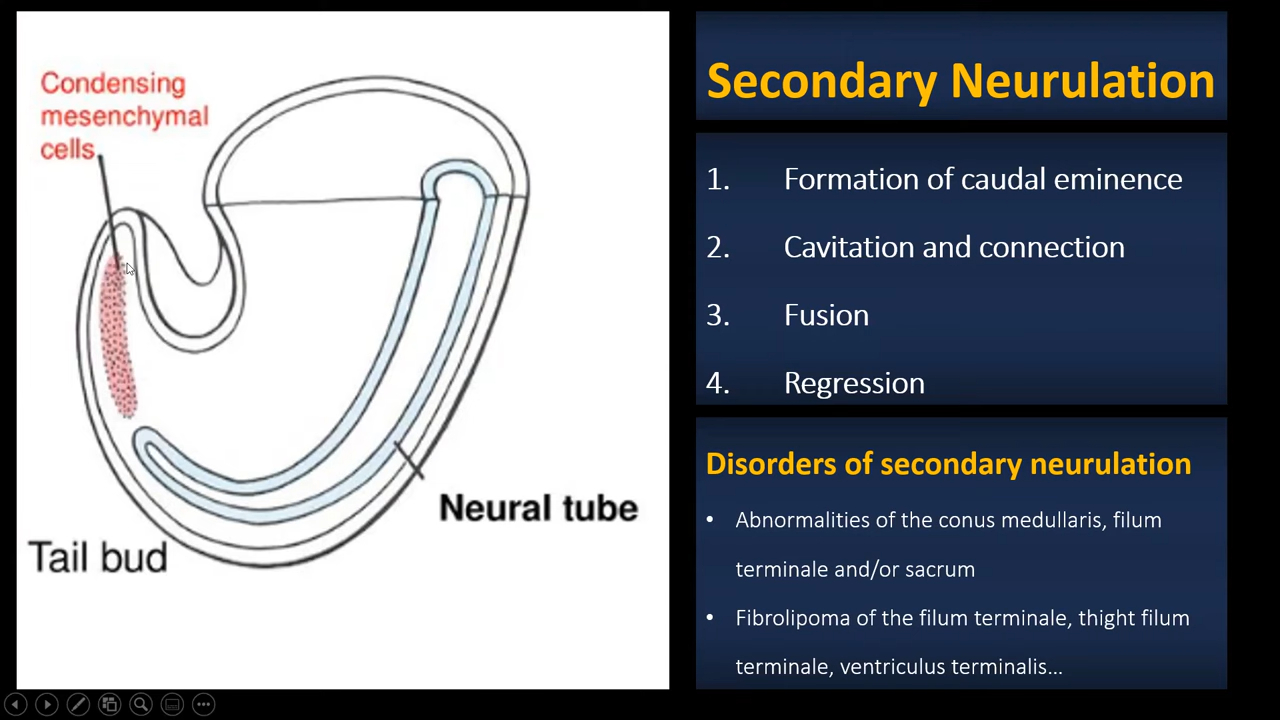 Condensing
mesenchymal
cells
Neural tube
Tail bud
Secondary Neurulation
1. Formation of caudal eminence
2. Cavitation and connection
3. Fusion
4. Regression
Disorders of secondary neurulation
• Abnormalities of the conus medullaris, filum
terminale and/or sacrum
• Fibrolipoma of the filum terminale, thight filum
terminale, ventriculus terminalis...